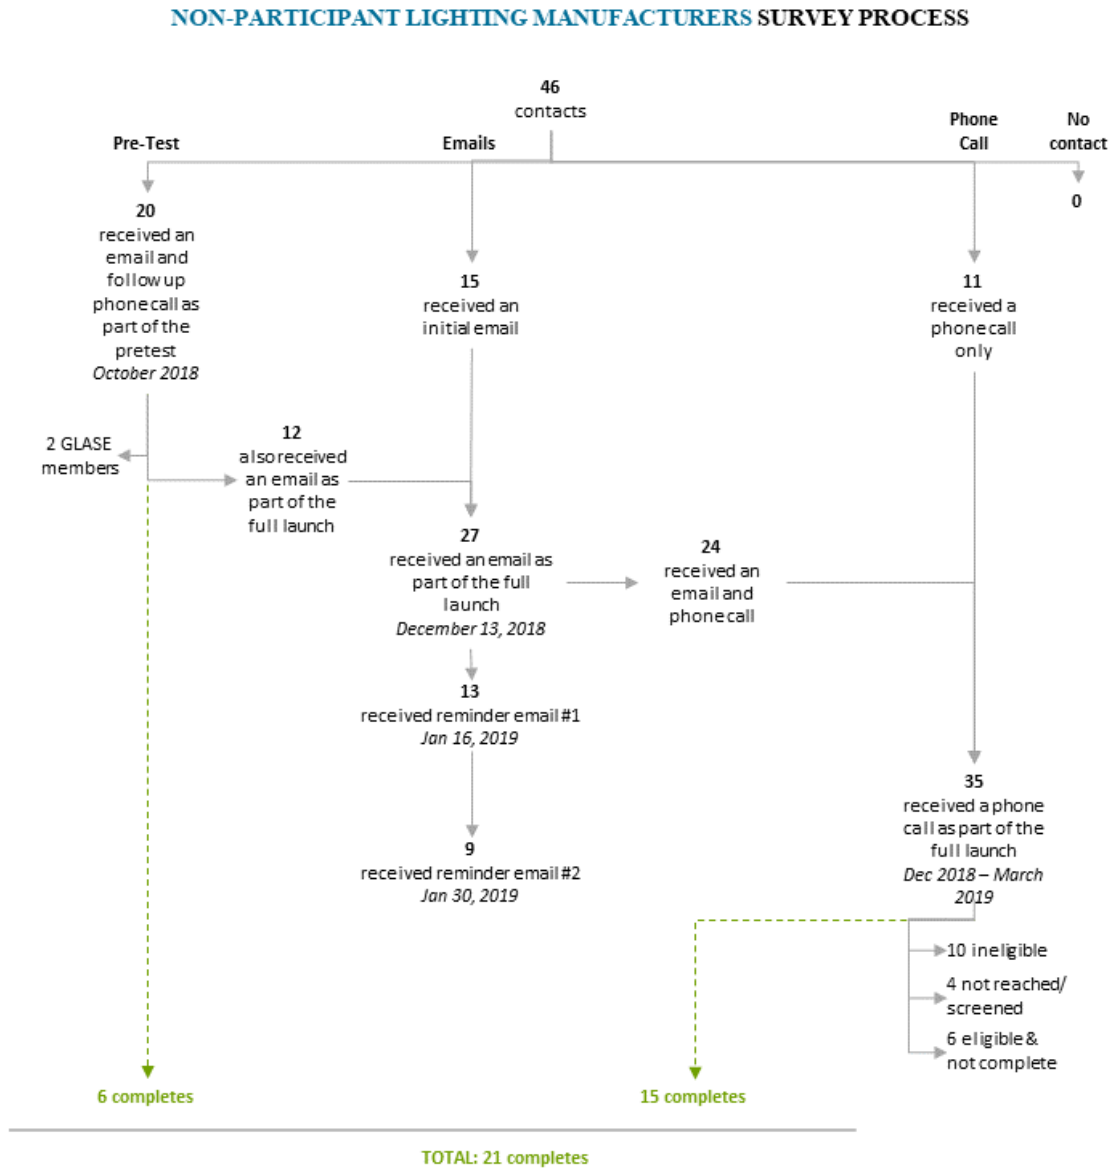 NON-PARTICIPANT LIGHTING MANUFACTURERS SURVEY PROCESS
46
contacts
Pre-Test
Emails
Phone
Call
No
contact
20
received an
email and
follow up
phone call as
part of the
pretest
October 2018
15
received an
initial email
11
received a
phone call
only
0
2 GLASE
members
12
also received
an email as
part of the
full launch
27
received an email as
part of the full
launch
December 13, 2018
24
received an
email and
phone call
13
received reminder email #1
Jan 16, 2019
9
received reminder email #2
Jan 30, 2019
35
received a phone
call as part of the
full launch
Dec 2018 – March
2019
10 ineligible
4 not reached/
screened
6 eligible &
not complete
6 completes
15 completes
TOTAL: 21 completes